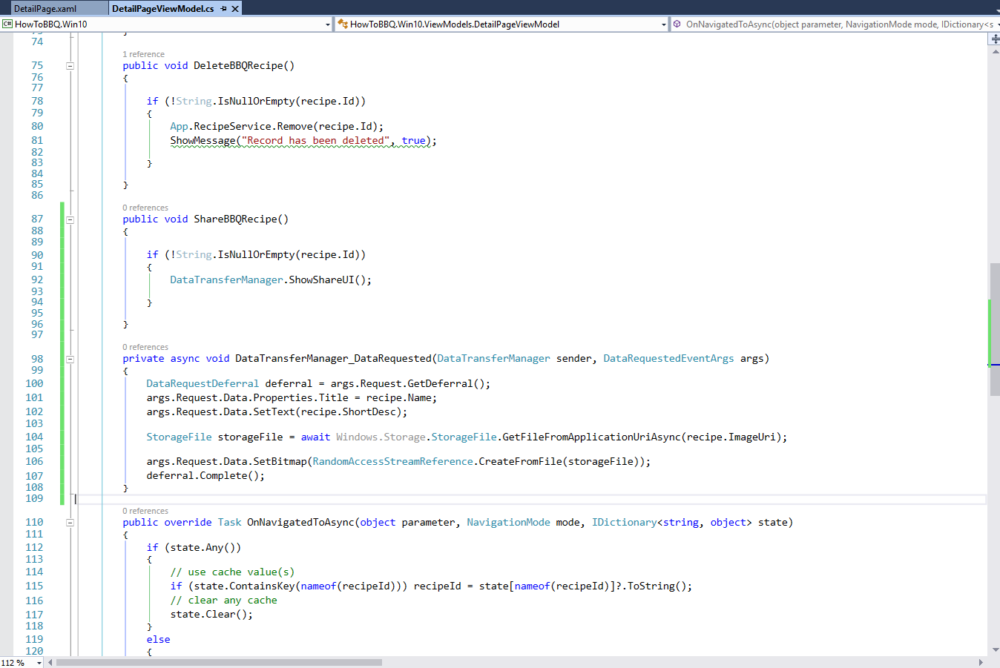 DetailPage.xaml DetailPageViewModel.cs
C# HowToBBQ.Win10 HowToBBQ.Win10.ViewModels.DetailPageViewModel OnNavigatedToAsync(object parameter, NavigationMode mode, IDictionary<s
74
1 reference
75 public void DeleteBBQRecipe()
76 {
77
78 if (!String.IsNullOrEmpty(recipe.Id))
79 {
80 App.RecipeService.Remove(recipe.Id);
81 ShowMessage("Record has been deleted", true);
82
83 }
84
85 }
86
0 references
87 public void ShareBBQRecipe()
88 {
89
90 if (!String.IsNullOrEmpty(recipe.Id))
91 {
92 DataTransferManager.ShowShareUI();
93
94 }
95
96 }
97
0 references
98 private async void DataTransferManager_DataRequested(DataTransferManager sender, DataRequestedEventArgs args)
99 {
100 DataRequestDeferral deferral = args.Request.GetDeferral();
101 args.Request.Data.Properties.Title = recipe.Name;
102 args.Request.Data.SetText(recipe.ShortDesc);
103
104 StorageFile storageFile = await Windows.Storage.StorageFile.GetFileFromApplicationUriAsync(recipe.ImageUri);
105
106 args.Request.Data.SetBitmap(RandomAccessStreamReference.CreateFromFile(storageFile));
107 deferral.Complete();
108 }
109
0 references
110 public override Task OnNavigatedToAsync(object parameter, NavigationMode mode, IDictionary<string, object> state)
111 {
112 if (state.Any())
113 {
114 // use cache value(s)
115 if (state.ContainsKey(nameof(recipeId))) recipeId = state[nameof(recipeId)]?.ToString();
116 // clear any cache
117 state.Clear();
118 }
119 else
120 {
112 %